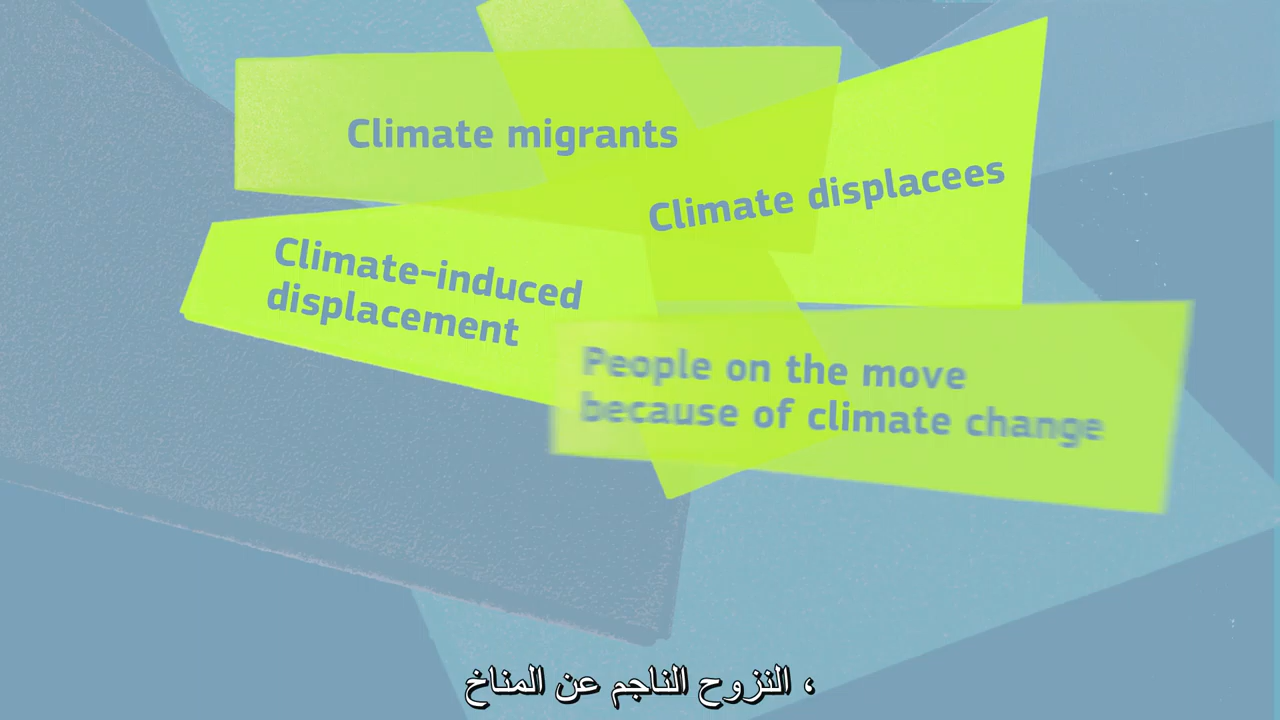 Climate migrants
Climate displacees
Climate-induced
displacement
People on the move
because of climate change
، النزوح الناجم عن المناخ